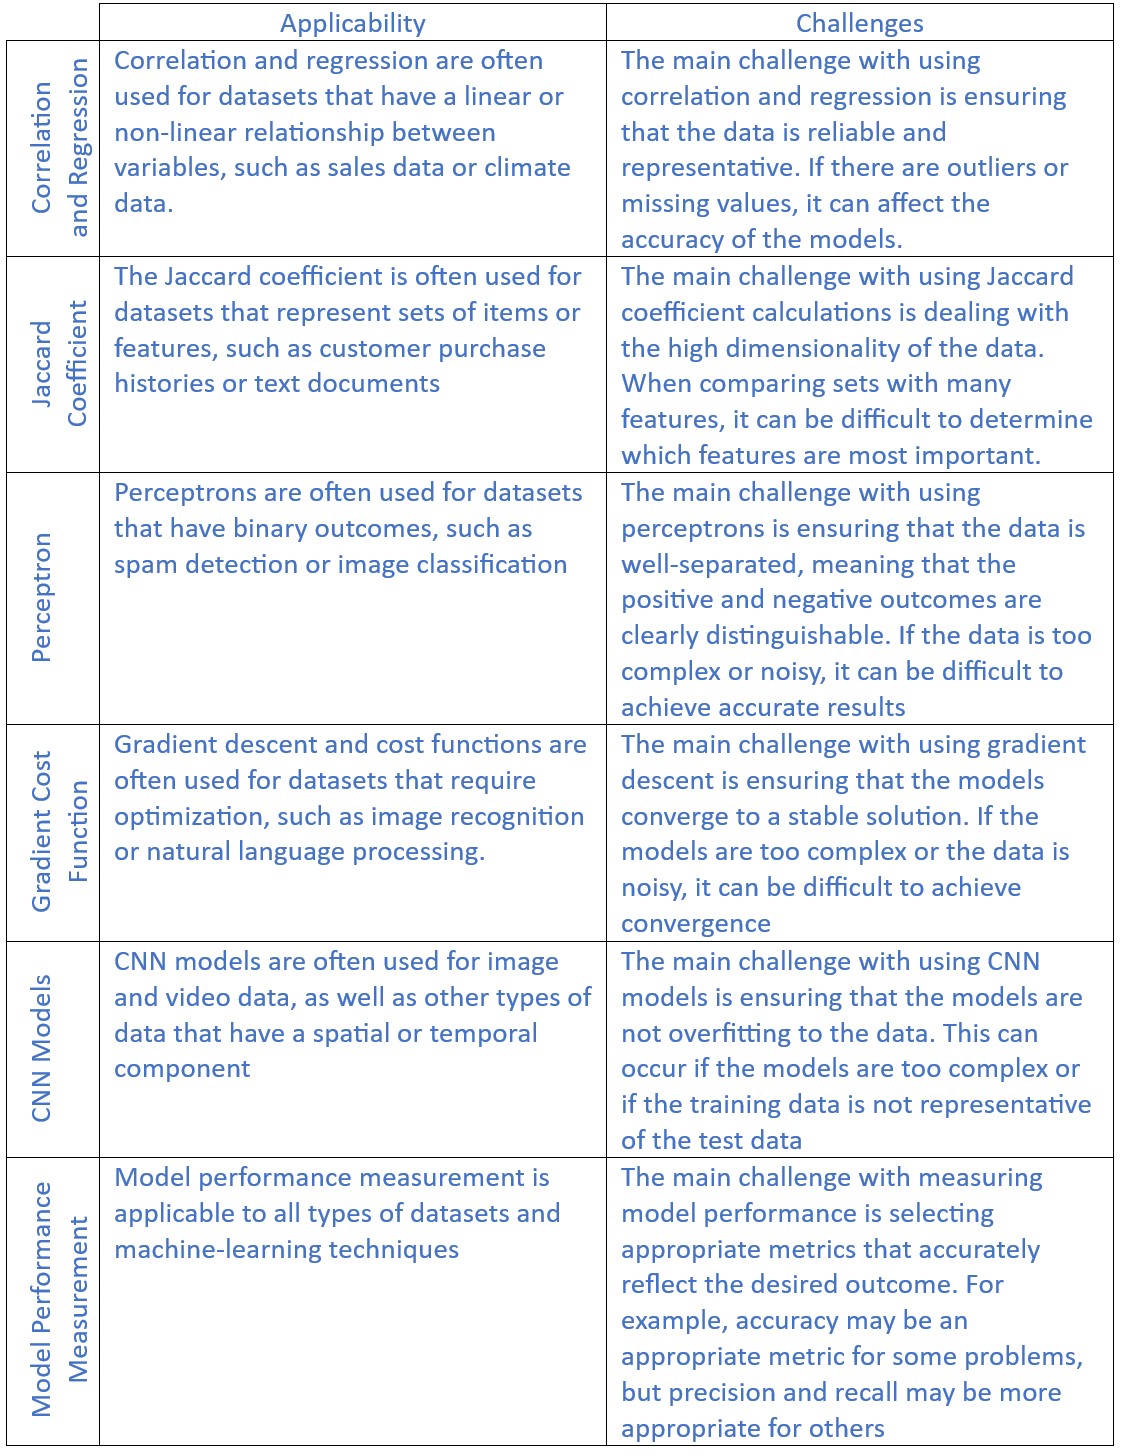 Applicability
Challenges
Correlation
and Regression
Correlation and regression are often
used for datasets that have a linear or
non-linear relationship between
variables, such as sales data or climate
data.
The main challenge with using
correlation and regression is ensuring
that the data is reliable and
representative. If there are outliers or
missing values, it can affect the
accuracy of the models.
Jaccard
Coefficient
The Jaccard coefficient is often used for
datasets that represent sets of items or
features, such as customer purchase
histories or text documents
The main challenge with using Jaccard
coefficient calculations is dealing with
the high dimensionality of the data.
When comparing sets with many
features, it can be difficult to determine
which features are most important.
Perceptron
Perceptrons are often used for datasets
that have binary outcomes, such as
spam detection or image classification
The main challenge with using
perceptrons is ensuring that the data is
well-separated, meaning that the
positive and negative outcomes are
clearly distinguishable. If the data is too
complex or noisy, it can be difficult to
achieve accurate results
Gradient Cost
Function
Gradient descent and cost functions are
often used for datasets that require
optimization, such as image recognition
or natural language processing.
The main challenge with using gradient
descent is ensuring that the models
converge to a stable solution. If the
models are too complex or the data is
noisy, it can be difficult to achieve
convergence
CNN Models
CNN models are often used for image
and video data, as well as other types of
data that have a spatial or temporal
component
The main challenge with using CNN
models is ensuring that the models are
not overfitting to the data. This can
occur if the models are too complex or
if the training data is not representative
of the test data
Model Performance
Measurement
Model performance measurement is
applicable to all types of datasets and
machine-learning techniques
The main challenge with measuring
model performance is selecting
appropriate metrics that accurately
reflect the desired outcome. For
example, accuracy may be an
appropriate metric for some problems,
but precision and recall may be more
appropriate for others